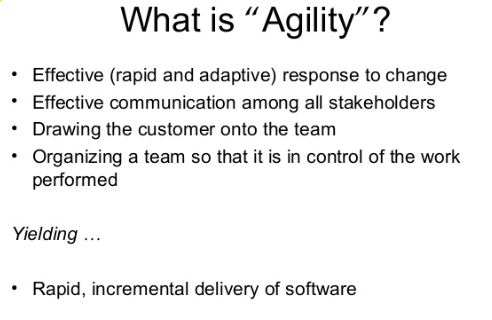 What is “Agility”?
• Effective (rapid and adaptive) response to change
• Effective communication among all stakeholders
• Drawing the customer onto the team
• Organizing a team so that it is in control of the work
performed
Yielding …
• Rapid, incremental delivery of software